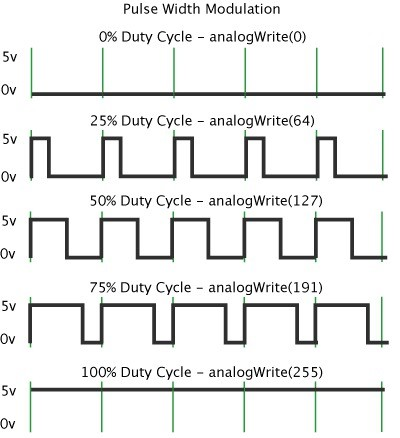 Pulse Width Modulation
0% Duty Cycle – analogWrite(0)
5v
0v
25% Duty Cycle – analogWrite(64)
5v
0v
50% Duty Cycle – analogWrite(127)
5v
0v
75% Duty Cycle – analogWrite(191)
5v
0v
100% Duty Cycle – analogWrite(255)
5v
0v